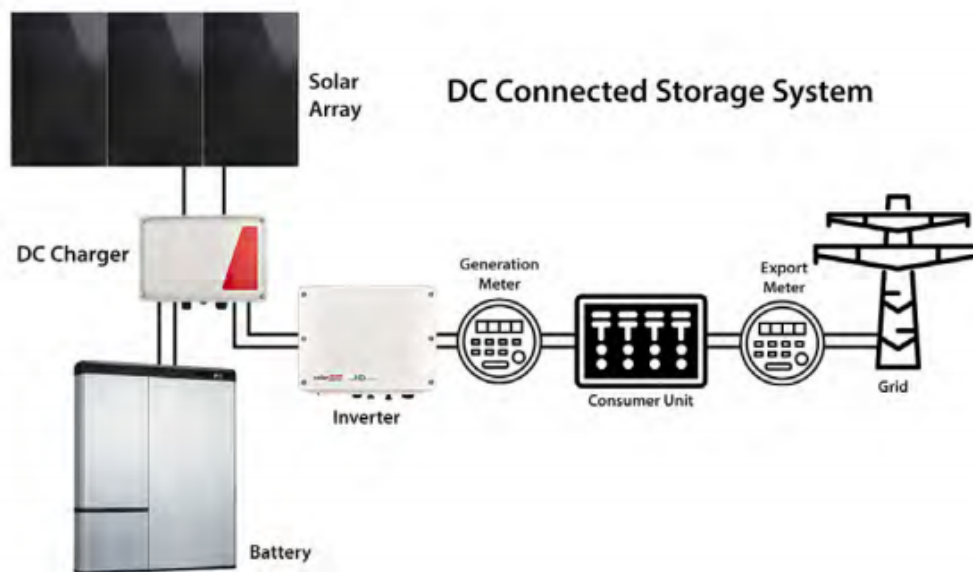 Solar
Array
DC Connected Storage System
DC Charger
Generation
Meter
Export
Meter
Inverter
Consumer Unit
Grid
Battery